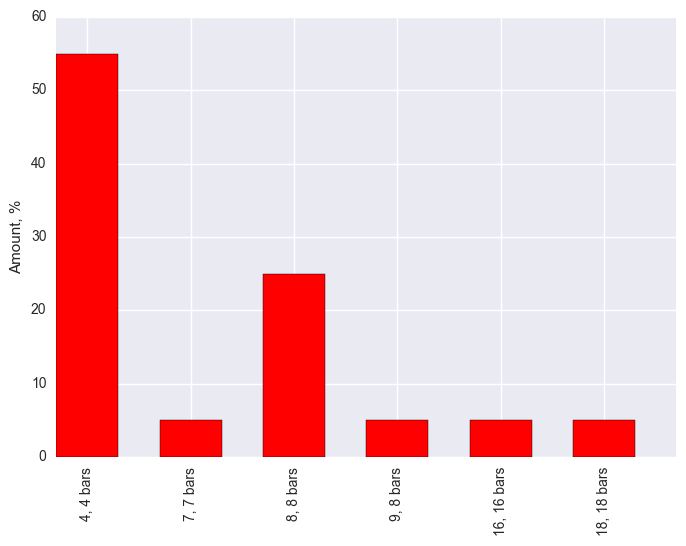 60
50
40
30
20
10
0
Amount, %
4, 4 bars
7, 7 bars
8, 8 bars
9, 8 bars
16, 16 bars
18, 18 bars